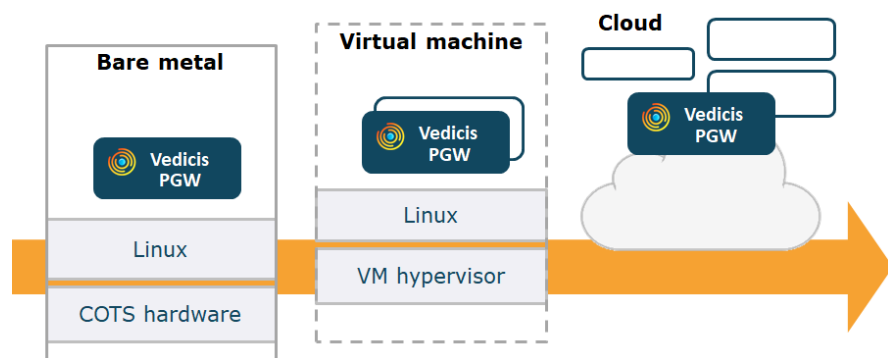 Bare metal
Vedicis
PGW
Linux
COTS hardware
Virtual machine
Vedicis
PGW
Linux
VM hypervisor
Cloud
Vedicis
PGW